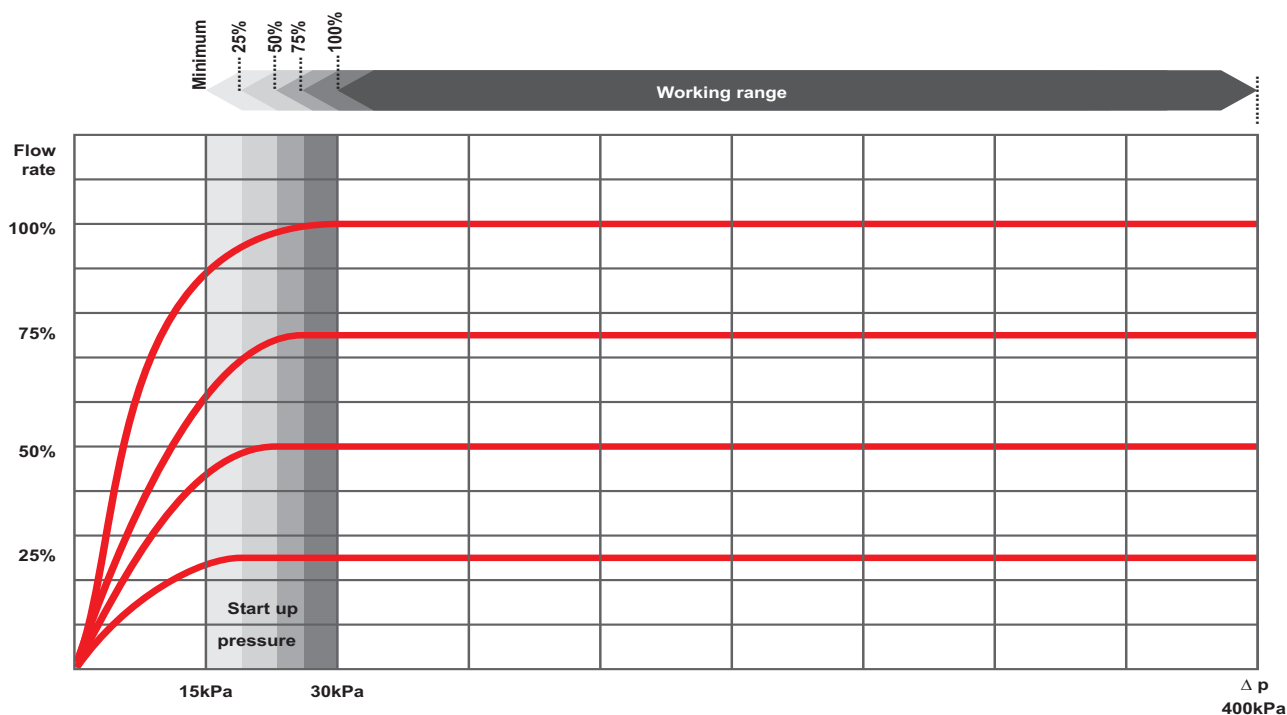 Minimum
25%
50%
75%
100%
Working range
Flow
rate
100%
75%
50%
25%
Start up
pressure
15kPa
30kPa
Δ p
400kPa